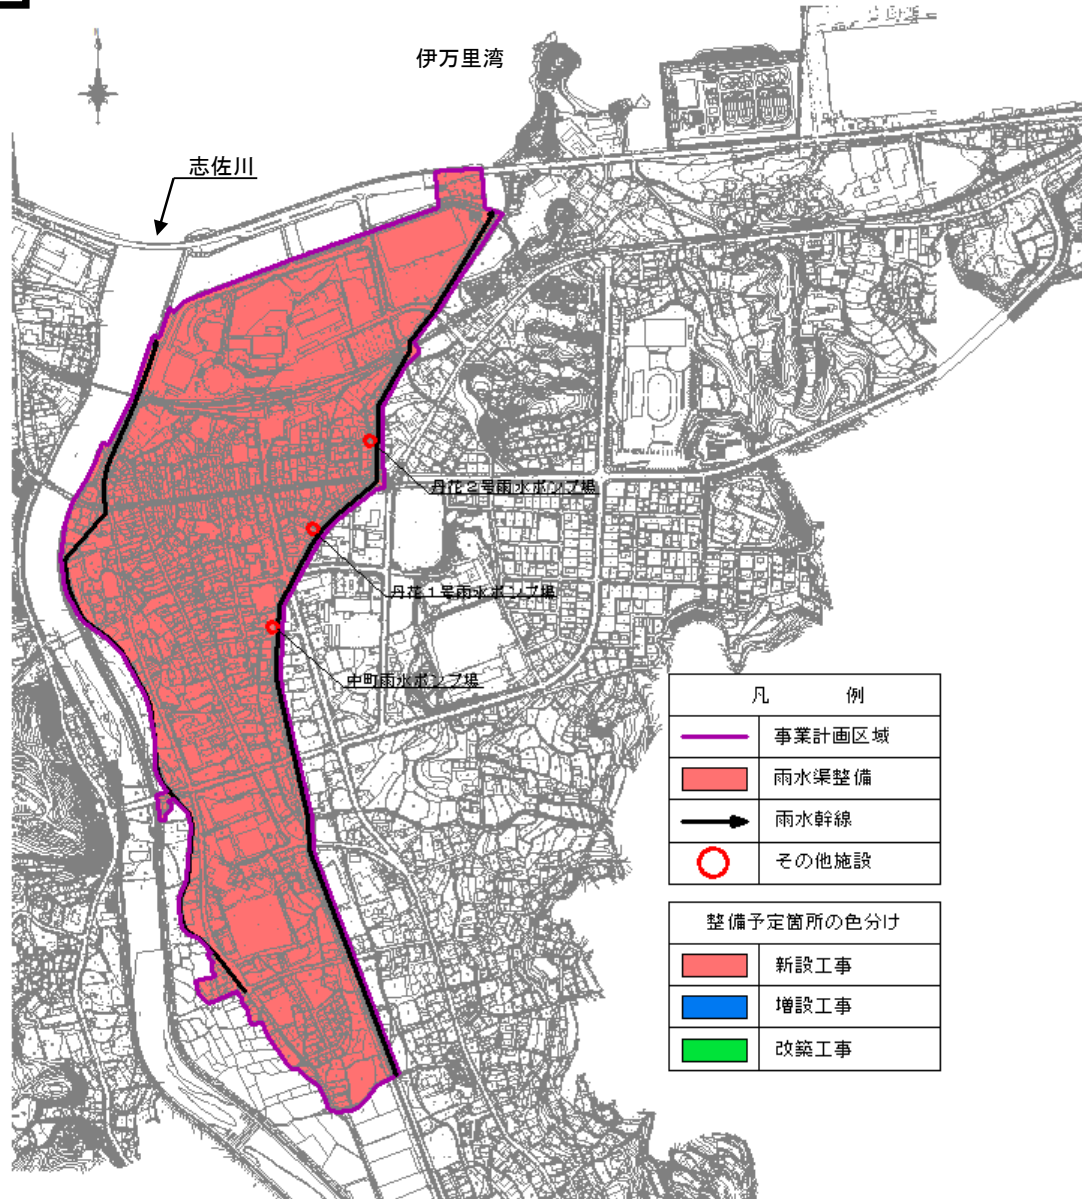 伊万里湾
志佐川
丹花２号雨水ポンプ場
丹花１号雨水ポンプ場
中町雨水ポンプ場
凡 例
事業計画区域
雨水渠整備
雨水幹線
その他施設
整備予定箇所の色分け
新設工事
増設工事
改築工事